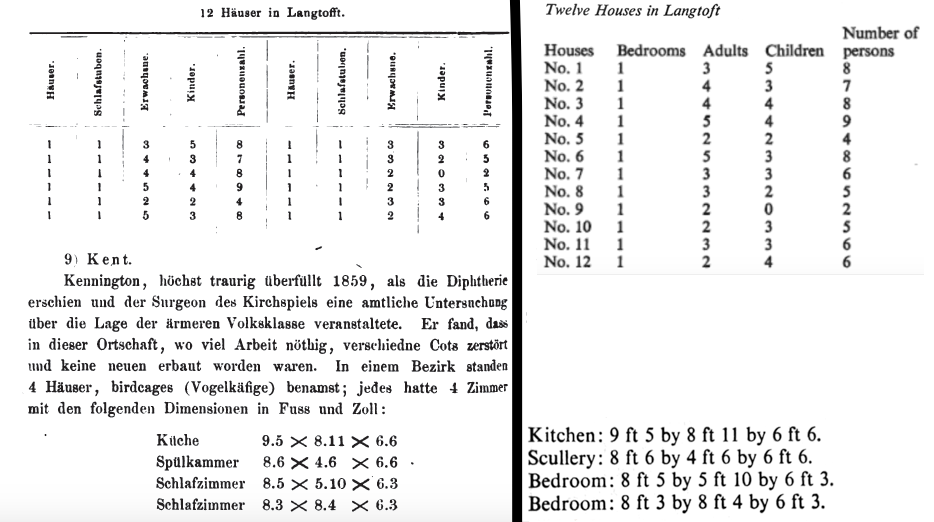 12 Häuser in Langtofft.
Häuser. Schlafstuben. Erwachsne. Kinder. Personenzahl. Häuser. Schlafstuben. Erwachsne. Kinder. Personenzahl.
1 1 3 5 8 1 1 3 3 6
1 1 4 3 7 1 1 3 2 5
1 1 4 4 8 1 1 2 0 2
1 1 5 4 9 1 1 2 3 5
1 1 2 2 4 1 1 3 3 6
1 1 5 3 8 1 1 2 4 6
9) Kent.
Kennington, höchst traurig überfüllt 1859, als die Diphtherie
erschien und der Surgeon des Kirchspiels eine amtliche Untersuchung
über die Lage der ärmeren Volksklasse veranstaltete. Er fand, dass
in dieser Ortschaft, wo viel Arbeit nöthig, verschiedne Cots zerstört
und keine neuen erbaut worden waren. In einem Bezirk standen
4 Häuser, birdcages (Vogelkäfige) benamst; jedes hatte 4 Zimmer
mit den folgenden Dimensionen in Fuss und Zoll:
Küche 9.5 × 8.11 × 6.6
Spülkammer 8.6 × 4.6 × 6.6
Schlafzimmer 8.5 × 5.10 × 6.3
Schlafzimmer 8.3 × 8.4 × 6.3
Twelve Houses in Langtoft
Number of
Houses Bedrooms Adults Children persons
No. 1 1 3 5 8
No. 2 1 4 3 7
No. 3 1 4 4 8
No. 4 1 5 4 9
No. 5 1 2 2 4
No. 6 1 5 3 8
No. 7 1 3 3 6
No. 8 1 3 2 5
No. 9 1 2 0 2
No. 10 1 2 3 5
No. 11 1 3 3 6
No. 12 1 2 4 6
Kitchen: 9 ft 5 by 8 ft 11 by 6 ft 6.
Scullery: 8 ft 6 by 4 ft 6 by 6 ft 6.
Bedroom: 8 ft 5 by 5 ft 10 by 6 ft 3.
Bedroom: 8 ft 3 by 8 ft 4 by 6 ft 3.